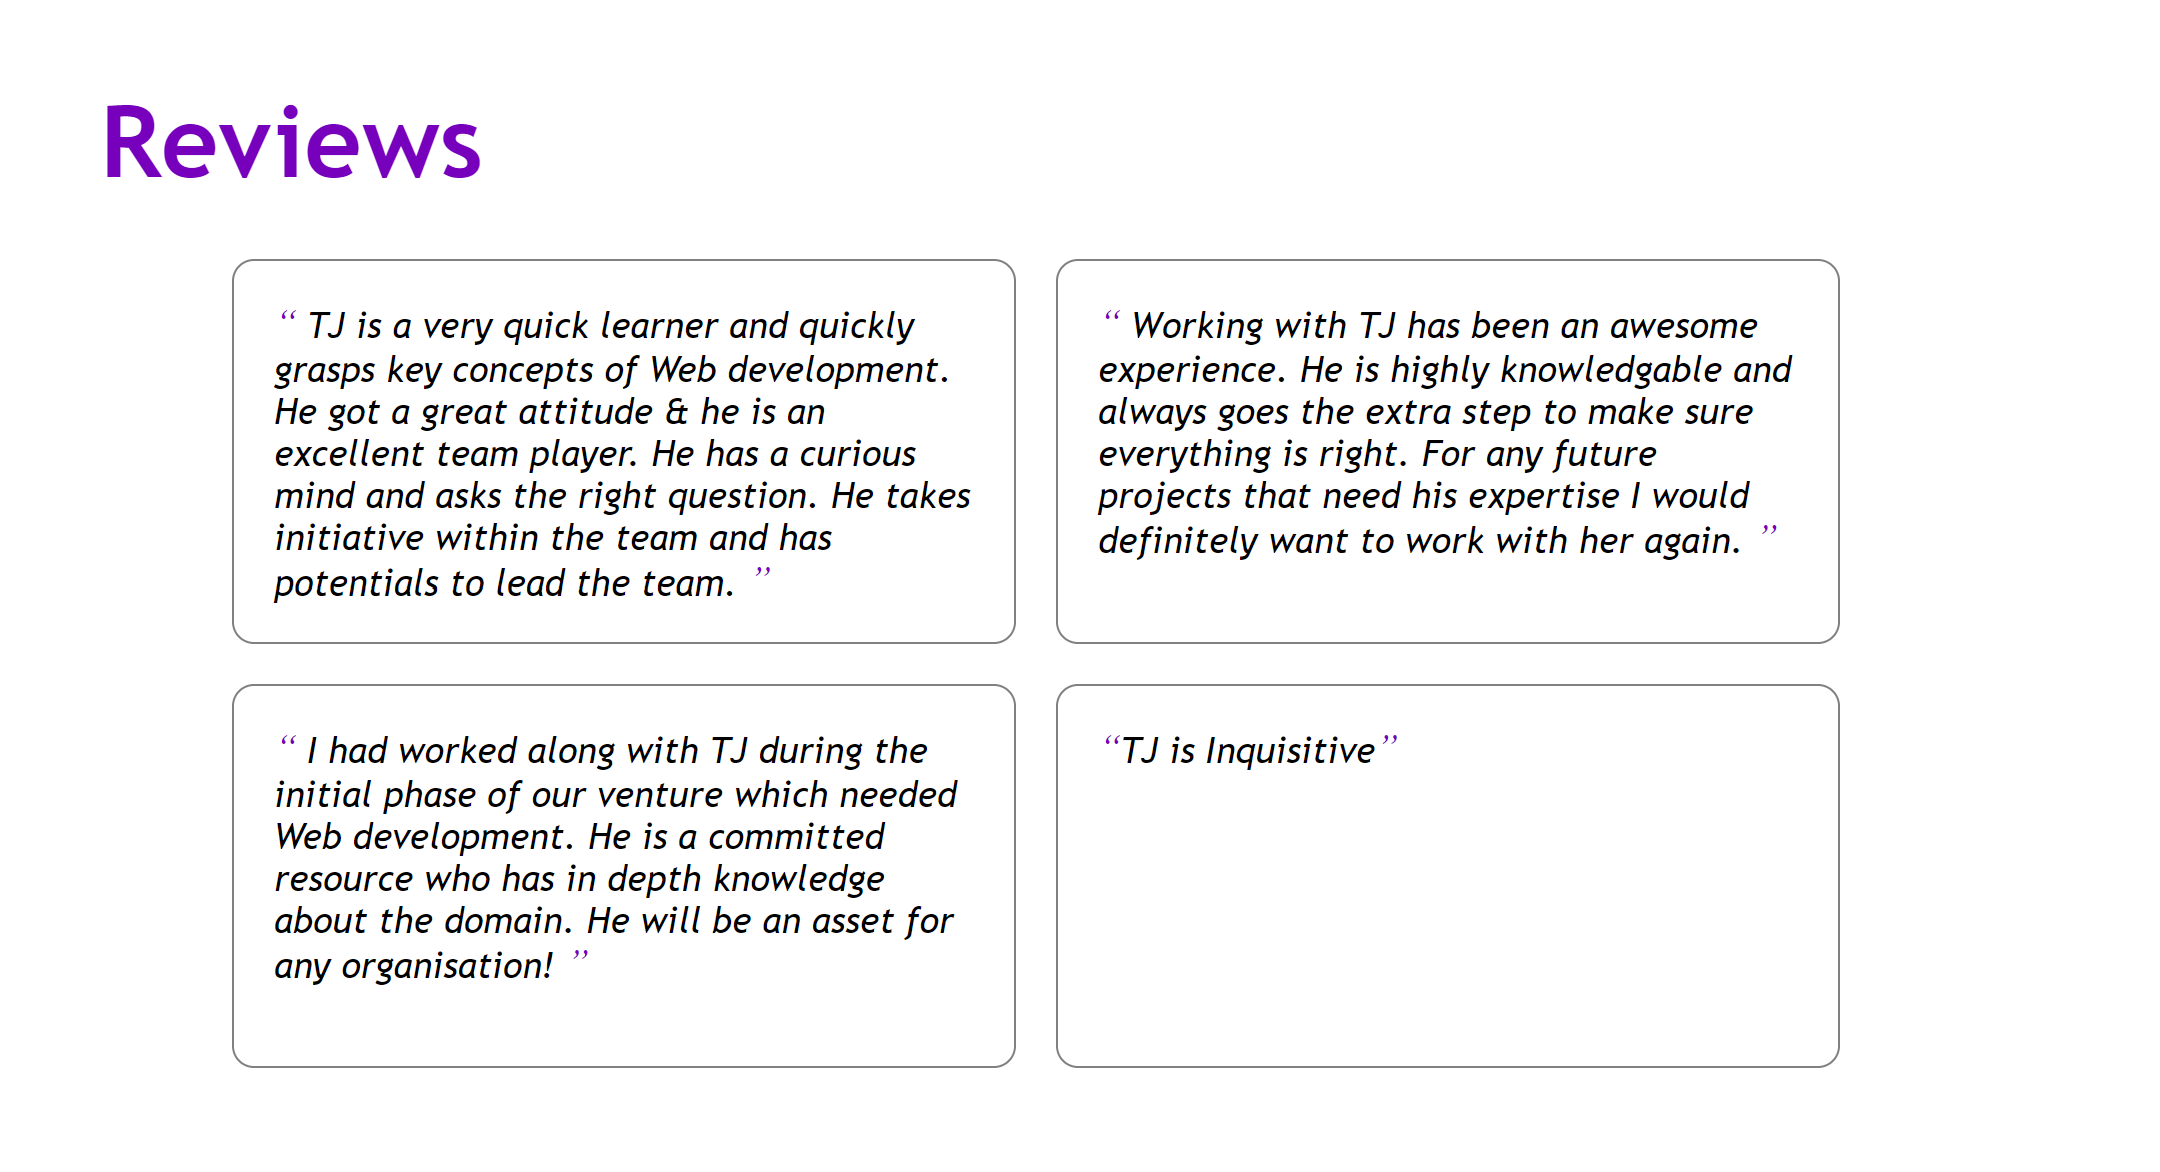 Reviews
“ TJ is a very quick learner and quickly
grasps key concepts of Web development.
He got a great attitude & he is an
excellent team player. He has a curious
mind and asks the right question. He takes
initiative within the team and has
potentials to lead the team. ”
“ Working with TJ has been an awesome
experience. He is highly knowledgable and
always goes the extra step to make sure
everything is right. For any future
projects that need his expertise I would
definitely want to work with her again. ”
“ I had worked along with TJ during the
initial phase of our venture which needed
Web development. He is a committed
resource who has in depth knowledge
about the domain. He will be an asset for
any organisation! ”
“TJ is Inquisitive”